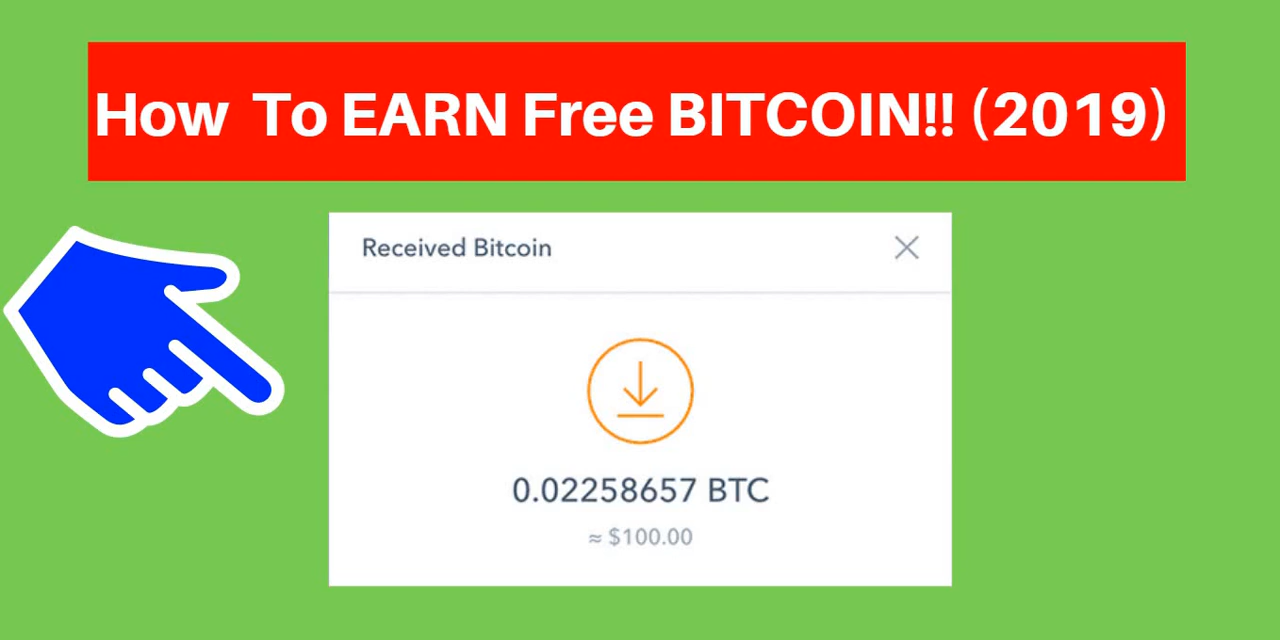 How To EARN Free BITCOIN!! (2019)
Received Bitcoin
0.02258657 BTC
≈ $100.00